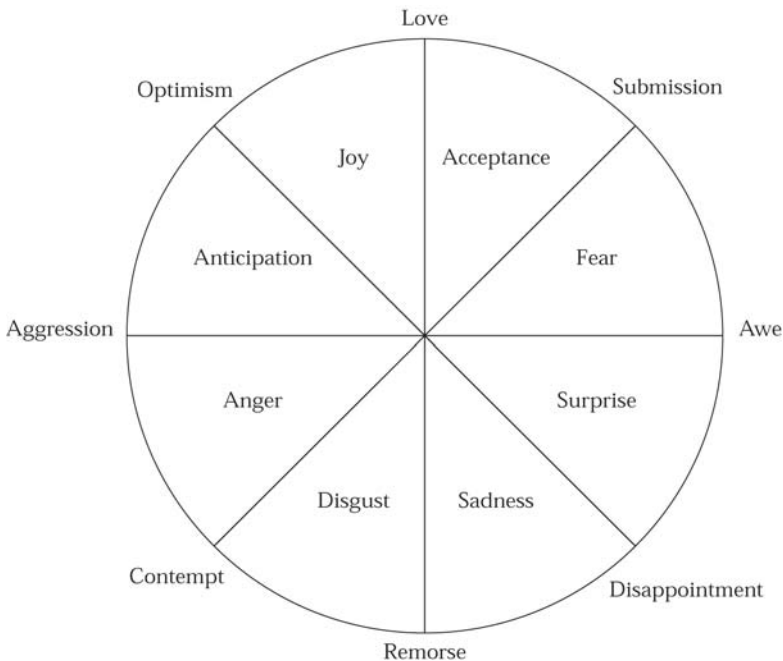 Love
Optimism
Submission
Joy
Acceptance
Anticipation
Fear
Aggression
Awe
Anger
Surprise
Disgust
Sadness
Contempt
Disappointment
Remorse